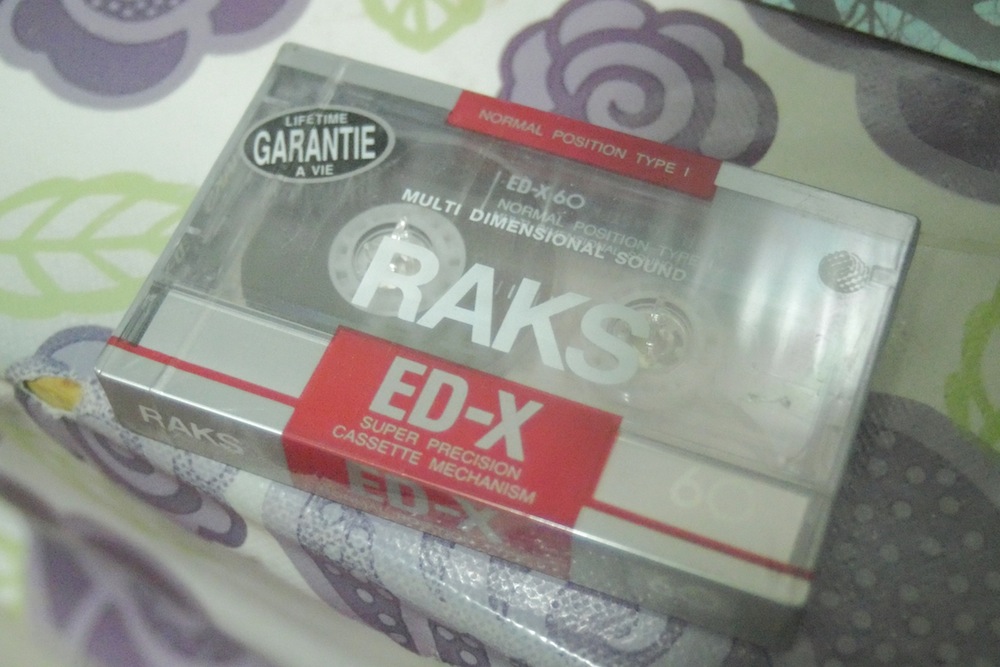 LIFETIME
GARANTIE
A VIE
NORMAL POSITION TYPE I
ED-X 60
NORMAL POSITION TYPE
MULTI DIMENSIONAL SOUND
RAKS
ED-X
SUPER PRECISION
CASSETTE MECHANISM
60
RAKS
ED-X